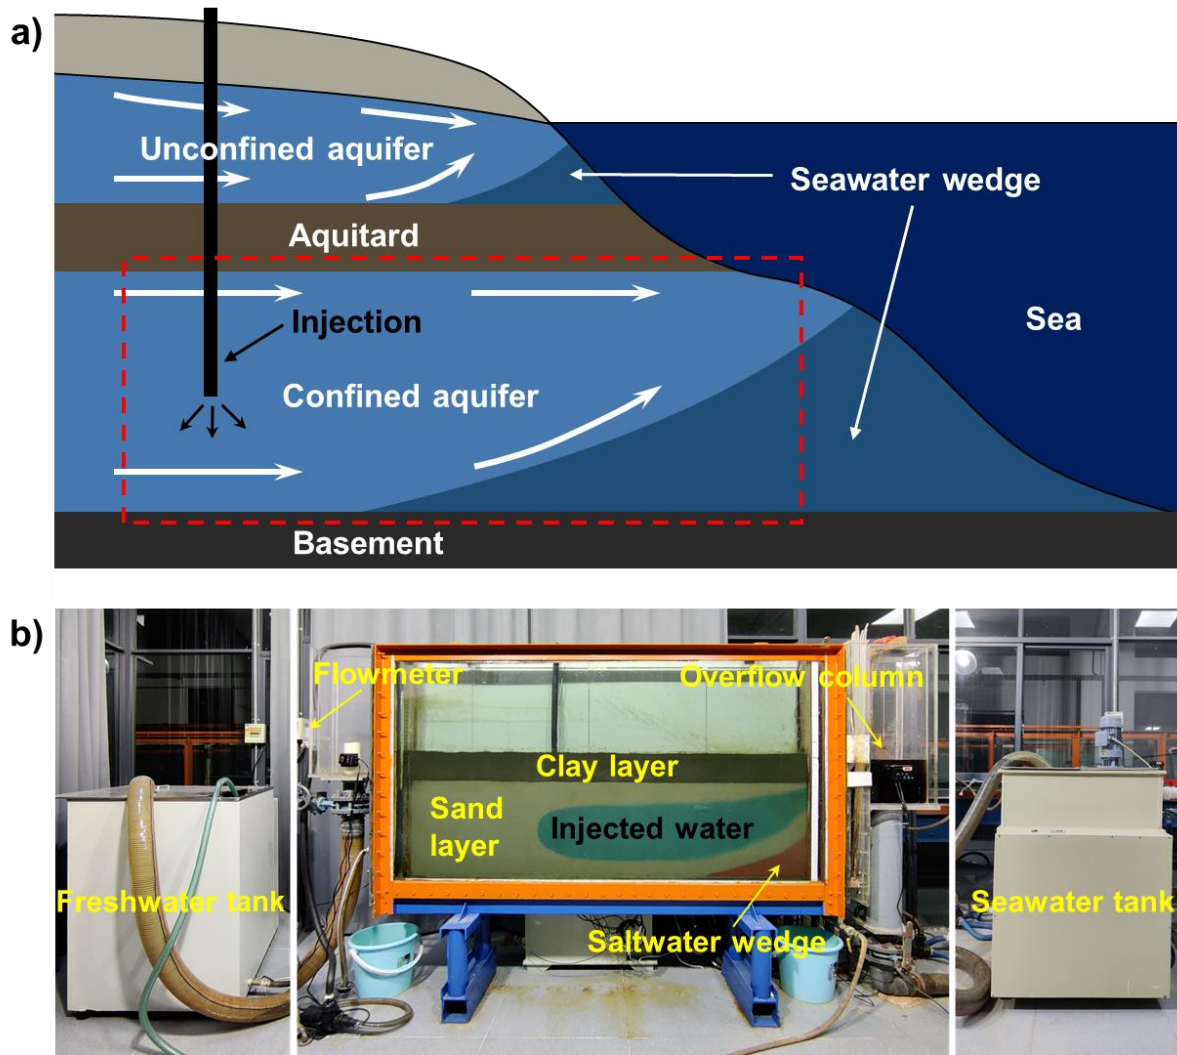 a)
Unconfined aquifer
Seawater wedge
Aquitard
Injection
Sea
Confined aquifer
Basement
b)
Flowmeter
Overflow column
Clay layer
Sand
layer
Injected water
Freshwater tank
Seawater tank
Saltwater wedge